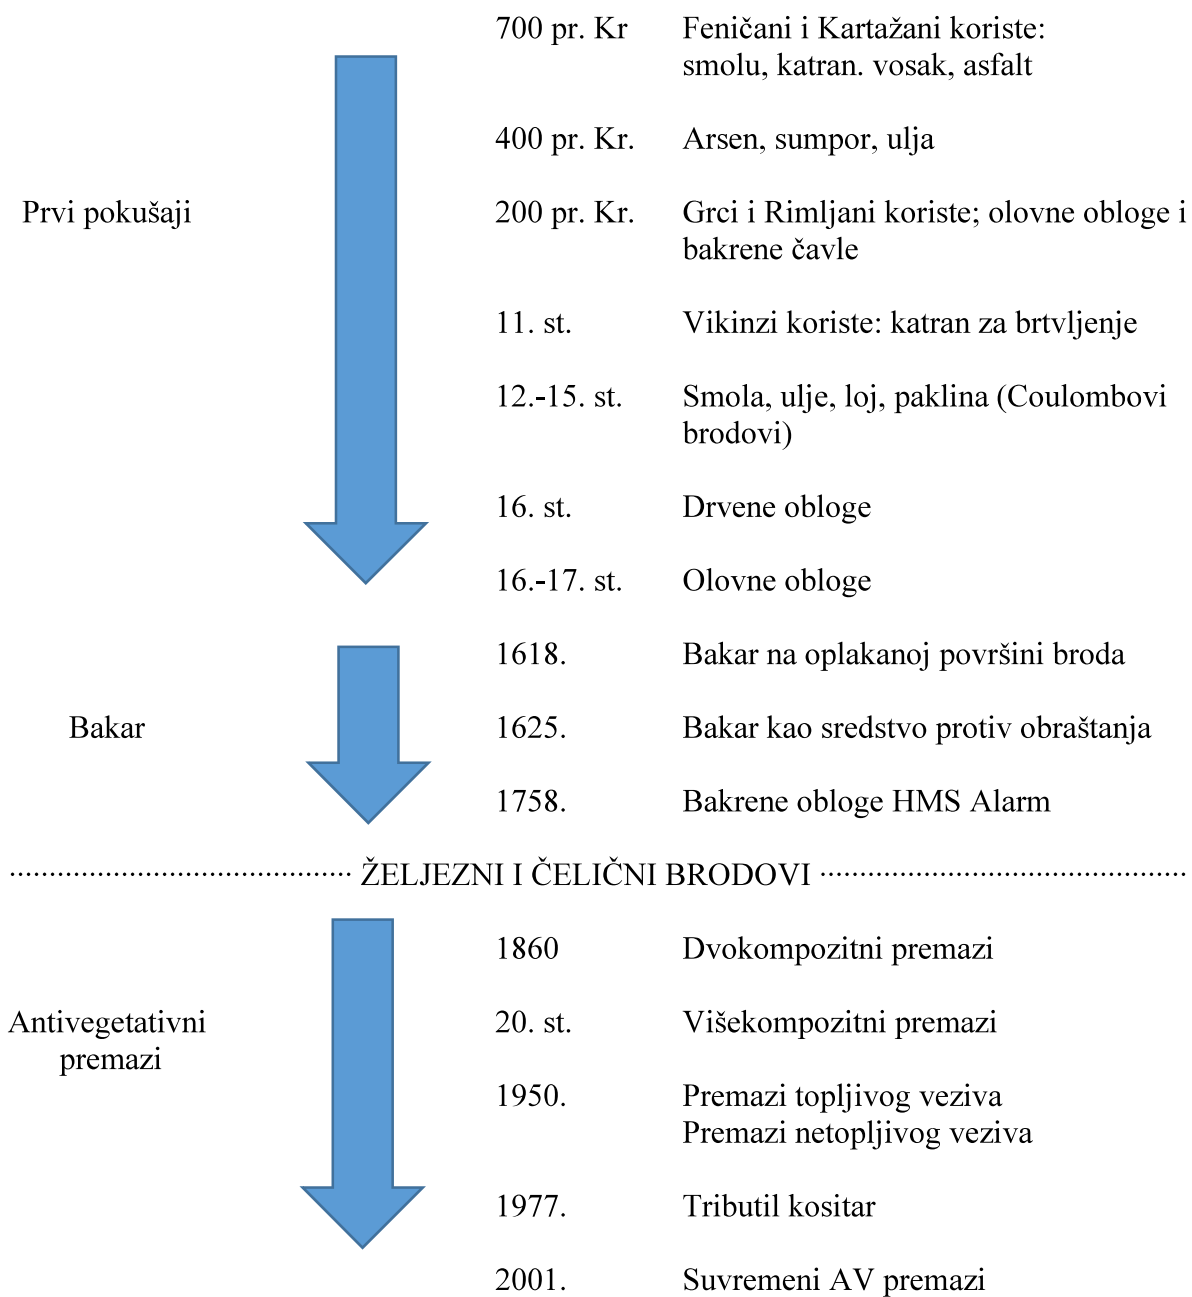 700 pr. Kr Feničani i Kartažani koriste:
smolu, katran. vosak, asfalt
400 pr. Kr. Arsen, sumpor, ulja
Prvi pokušaji 200 pr. Kr. Grci i Rimljani koriste; olovne obloge i
bakrene čavle
11. st. Vikinzi koriste: katran za brtvljenje
12.-15. st. Smola, ulje, loj, paklina (Coulombovi
brodovi)
16. st. Drvene obloge
16.-17. st. Olovne obloge
1618. Bakar na oplakanoj površini broda
Bakar 1625. Bakar kao sredstvo protiv obraštanja
1758. Bakrene obloge HMS Alarm
ŽELJEZNI I ČELIČNI BRODOVI
1860 Dvokompozitni premazi
Antivegetativni 20. st. Višekompozitni premazi
premazi
1950. Premazi topljivog veziva
Premazi netopljivog veziva
1977. Tributil kositar
2001. Suvremeni AV premazi